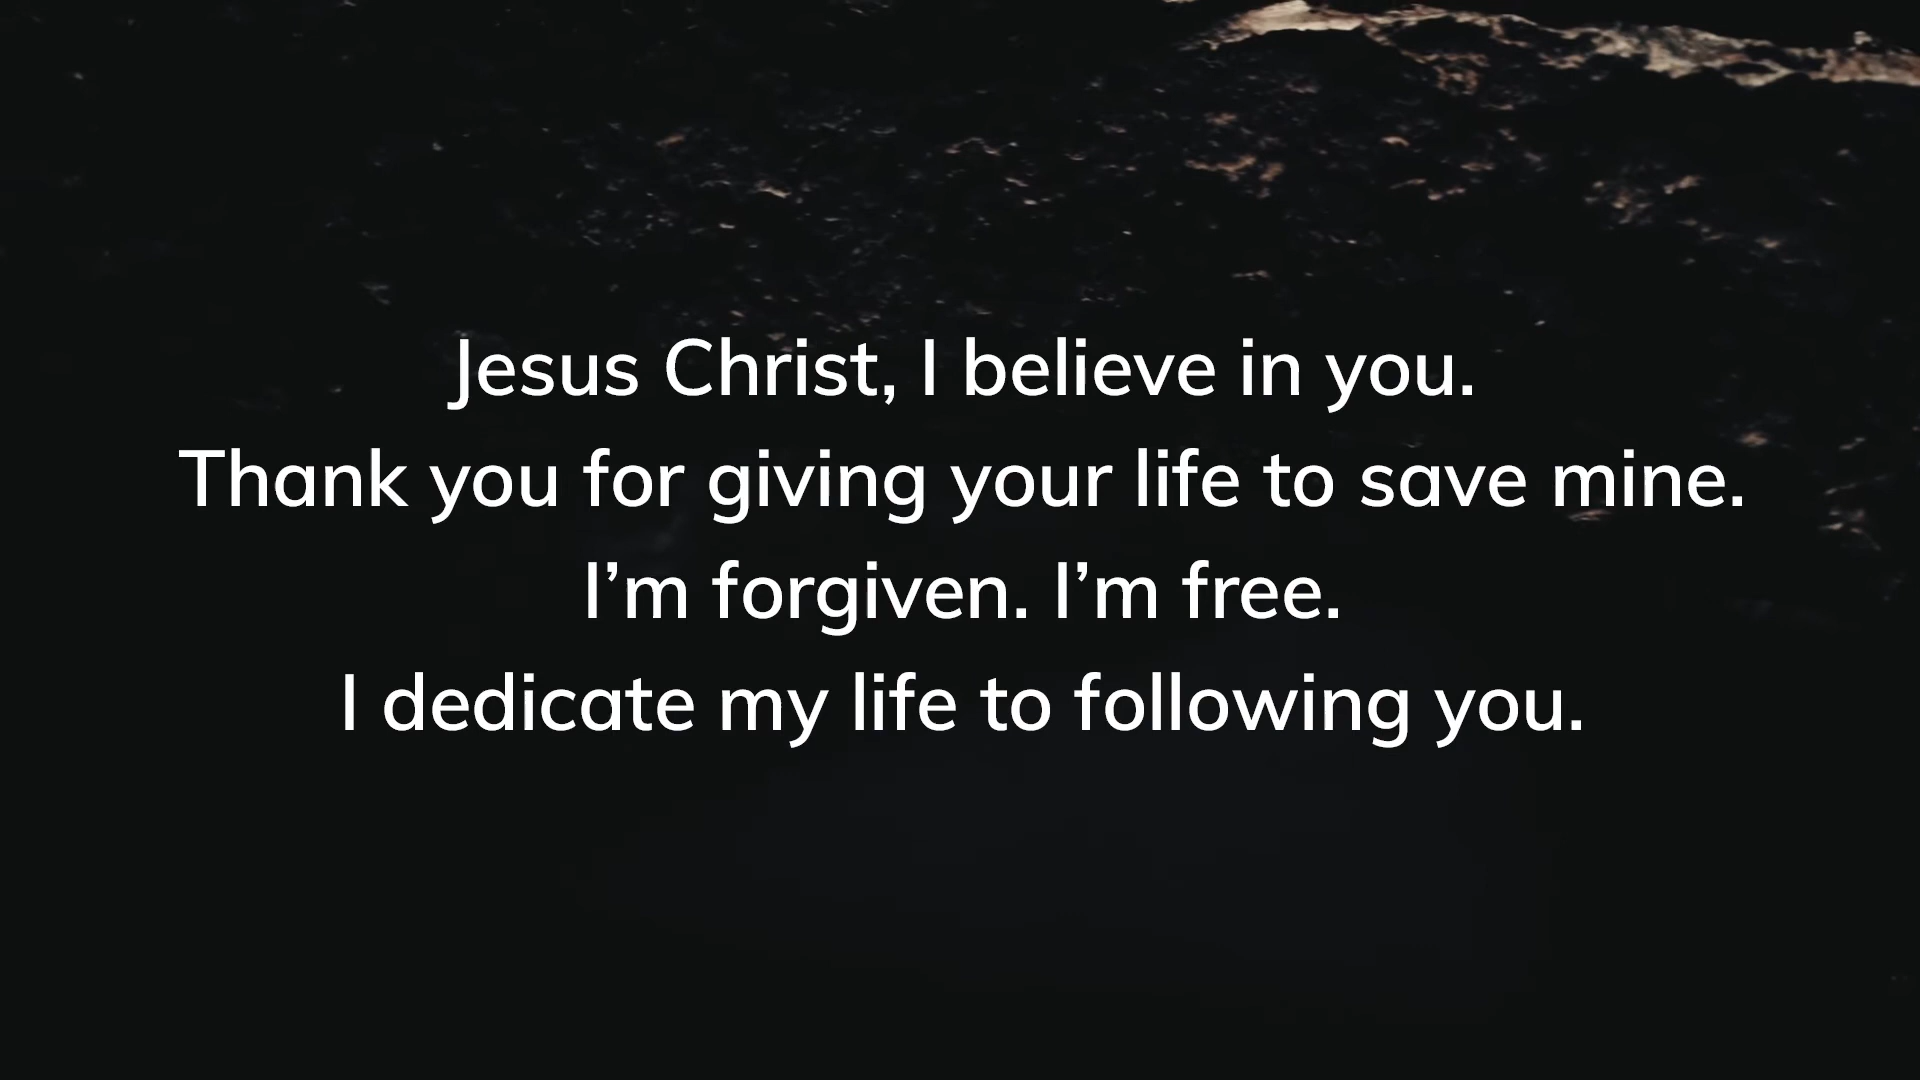 Jesus Christ, I believe in you.
Thank you for giving your life to save mine.
I’m forgiven. I’m free.
I dedicate my life to following you.